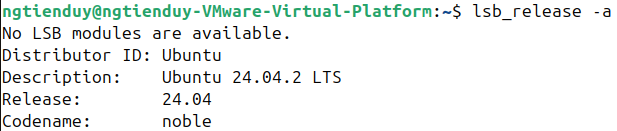 ngtienduy@ngtienduy-VMware-Virtual-Platform:~$ lsb_release -a
No LSB modules are available.
Distributor ID: Ubuntu
Description:    Ubuntu 24.04.2 LTS
Release:        24.04
Codename:       noble